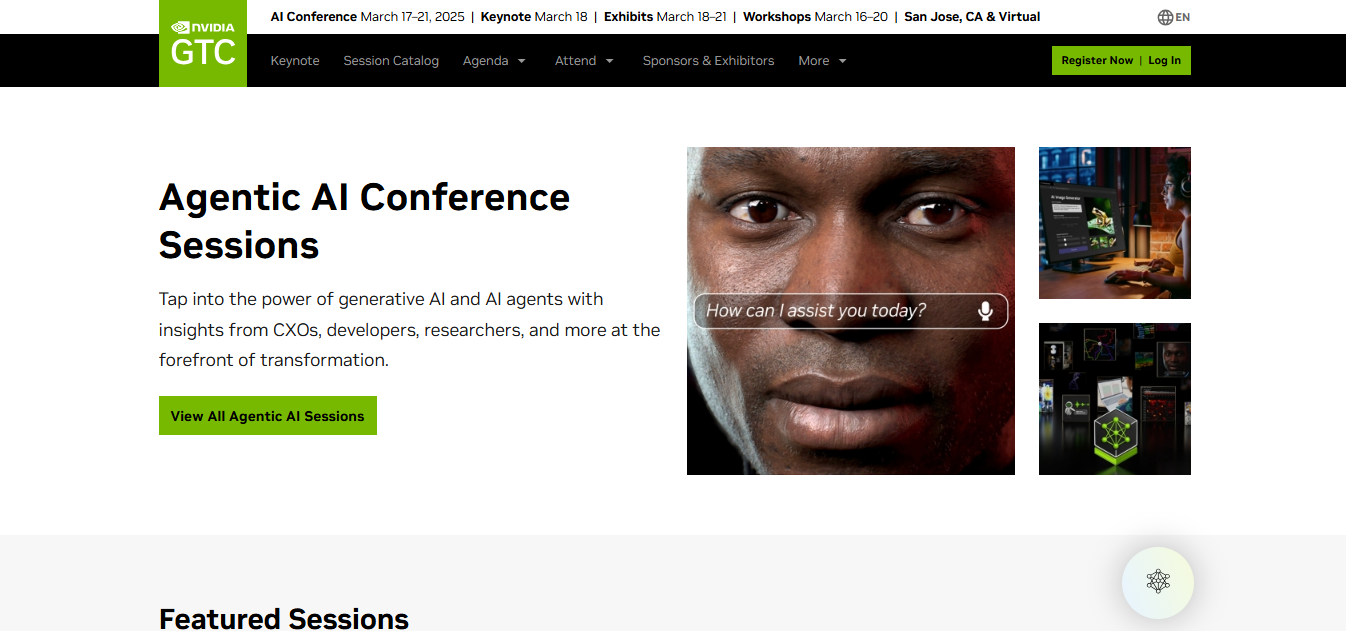 AI Conference March 17–21, 2025 | Keynote March 18 | Exhibits March 18–21 | Workshops March 16–20 | San Jose, CA & Virtual
EN
NVIDIA
GTC
Keynote
Session Catalog
Agenda
Attend
Sponsors & Exhibitors
More
Register Now | Log In
Agentic AI Conference
Sessions
Tap into the power of generative AI and AI agents with
insights from CXOs, developers, researchers, and more at the
forefront of transformation.
View All Agentic AI Sessions
How can I assist you today?
AI Image Generator
Featured Sessions